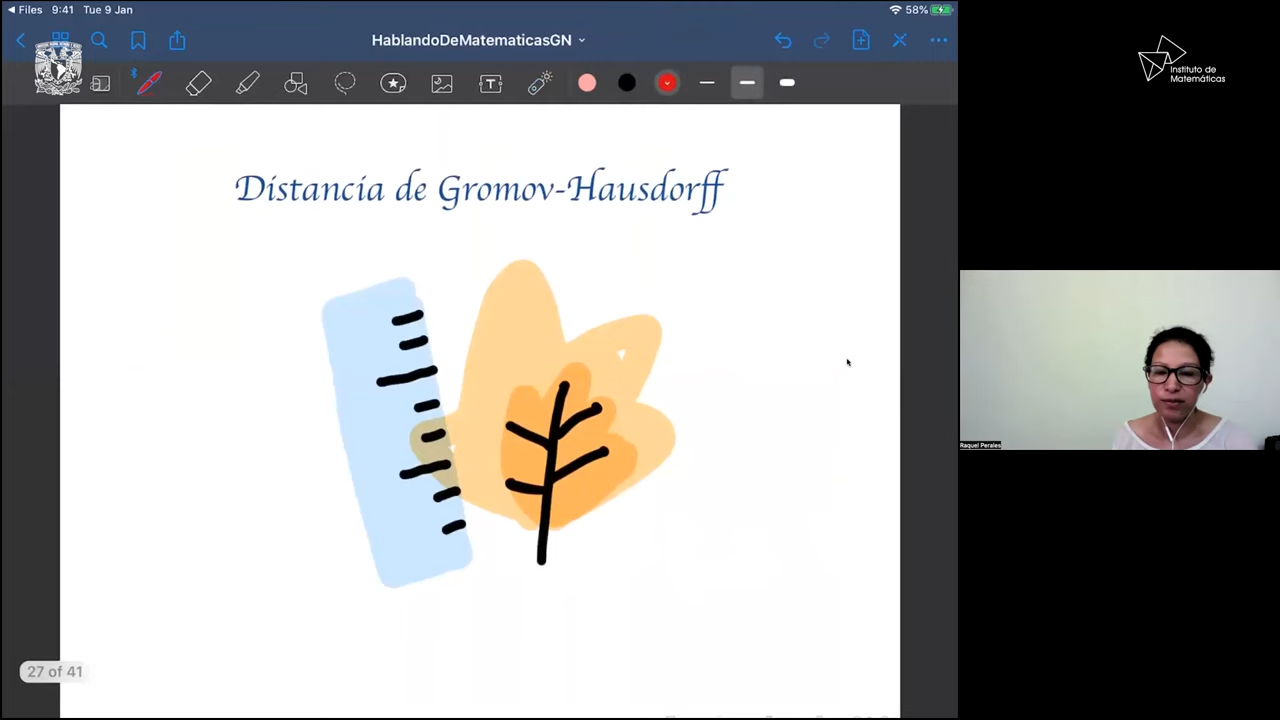 Files 9:41 Tue 9 Jan 58%
HablandoDeMatematicasGN
T
Instituto de
Matemáticas
Distancia de Gromov-Hausdorff
Raquel Perales
27 of 41